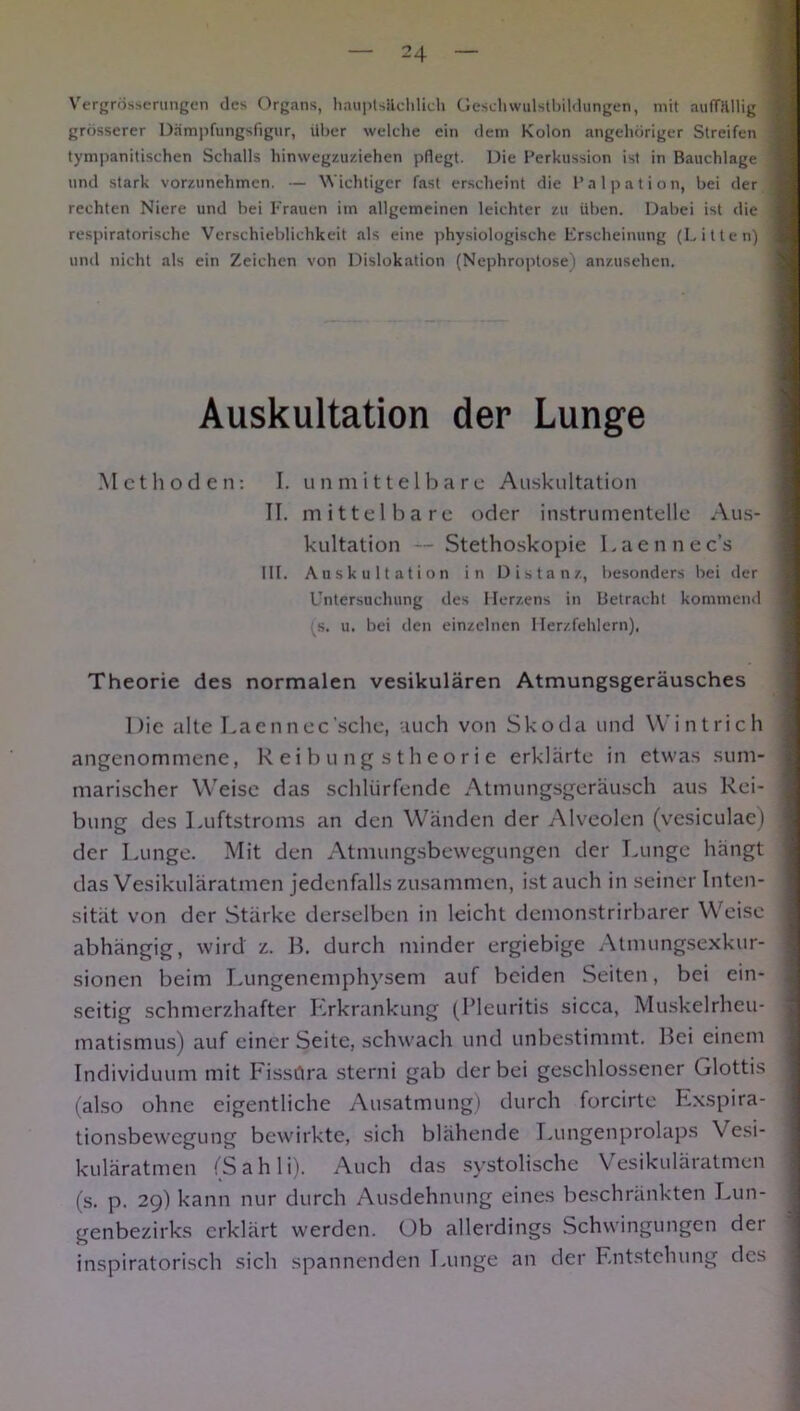 — 24 —
Vergrösserungen des Organs, hauptsächlich Geschwulstbildungen, mit auffällig
grösserer Dämpfungsfigur, über welche ein dem Kolon angehöriger Streifen
tympanitischen Schalls hinwegzuziehen pflegt. Die Perkussion ist in Bauchlage
und stark vorzunehmen. — Wichtiger fast erscheint die Palpation, bei der
rechten Niere und bei Frauen im allgemeinen leichter zu üben. Dabei ist die
respiratorische Verschieblichkeit als eine physiologische Erscheinung (Litten)
und nicht als ein Zeichen von Dislokation (Nephroptose) anzusehen.
Auskultation der Lunge
Methoden: I. unmittelbare Auskultation
II. mittelbare oder instrumentelle Aus-
kultation — Stethoskopie Laennec's
III. Auskultation in Distanz, besonders bei der
Untersuchung des Herzens in Betracht kommend
(s. u. bei den einzelnen Herzfehlern).
Theorie des normalen vesikulären Atmungsgeräusches
Die alte Laennec'sche, auch von Skoda und Wintrich
angenommene, Reibungstheorie erklärte in etwas sum-
marischer Weise das schlürfende Atmungsgeräusch aus Rei-
bung des Luftstroms an den Wänden der Alveolen (vesiculae)
der Lunge. Mit den Atmungsbewegungen der Lunge hängt
das Vesikuläratmen jedenfalls zusammen, ist auch in seiner Inten-
sität von der Stärke derselben in leicht demonstrirbarer Weise
abhängig, wird z. B. durch minder ergiebige Atmungsexkur-
sionen beim Lungenemphysem auf beiden Seiten, bei ein-
seitig schmerzhafter Erkrankung (Pleuritis sicca, Muskelrheu-
matismus) auf einer Seite, schwach und unbestimmt. Bei einem
Individuum mit Fissura sterni gab der bei geschlossener Glottis
(also ohne eigentliche Ausatmung) durch forcirte Exspira-
tionsbewegung bewirkte, sich blähende Lungenprolaps Vesi-
kuläratmen (Sahli). Auch das systolische Vesikuläratmen
(s. p. 29) kann nur durch Ausdehnung eines beschränkten Lun-
genbezirks erklärt werden. Ob allerdings Schwingungen der
inspiratorisch sich spannenden Lunge an der Entstehung des